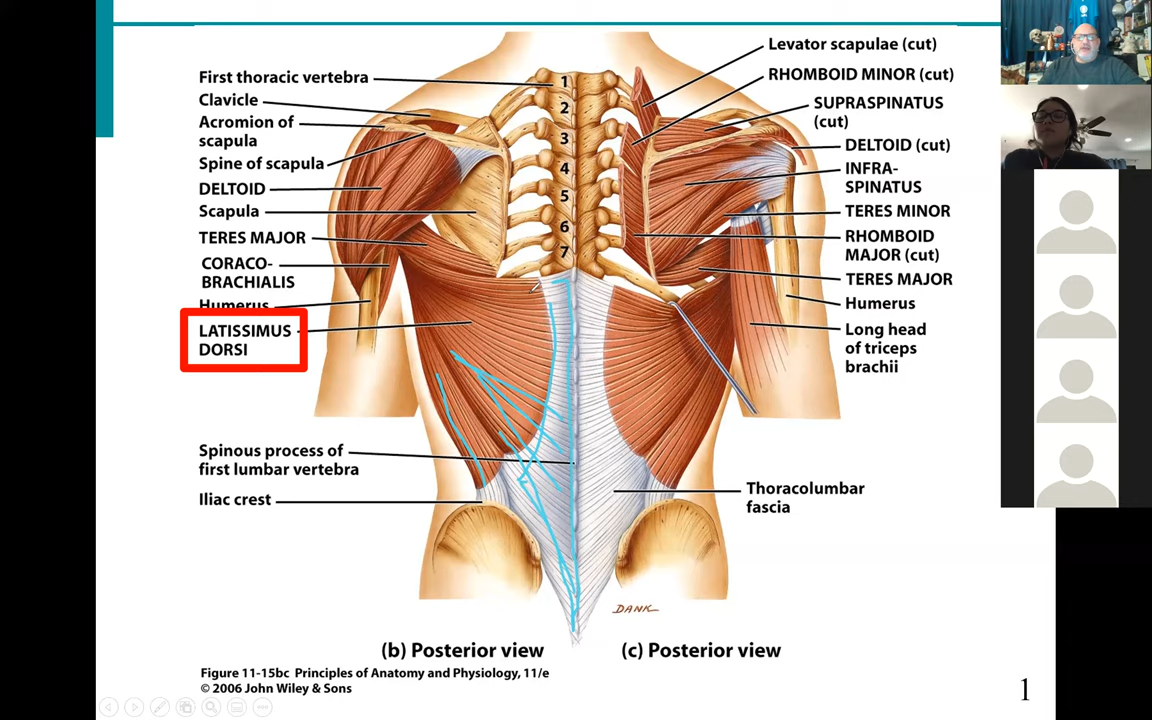 First thoracic vertebra
Clavicle
Acromion of
scapula
Spine of scapula
DELTOID
Scapula
TERES MAJOR
CORACO-
BRACHIALIS
Humerus
LATISSIMUS
DORSI
Spinous process of
first lumbar vertebra
Iliac crest
1
2
3
4
5
6
7
Levator scapulae (cut)
RHOMBOID MINOR (cut)
SUPRASPINATUS
(cut)
DELTOID (cut)
INFRA-
SPINATUS
TERES MINOR
RHOMBOID
MAJOR (cut)
TERES MAJOR
Humerus
Long head
of triceps
brachii
Thoracolumbar
fascia
DANK
(b) Posterior view
(c) Posterior view
Figure 11-15bc Principles of Anatomy and Physiology, 11/e
© 2006 John Wiley & Sons
1